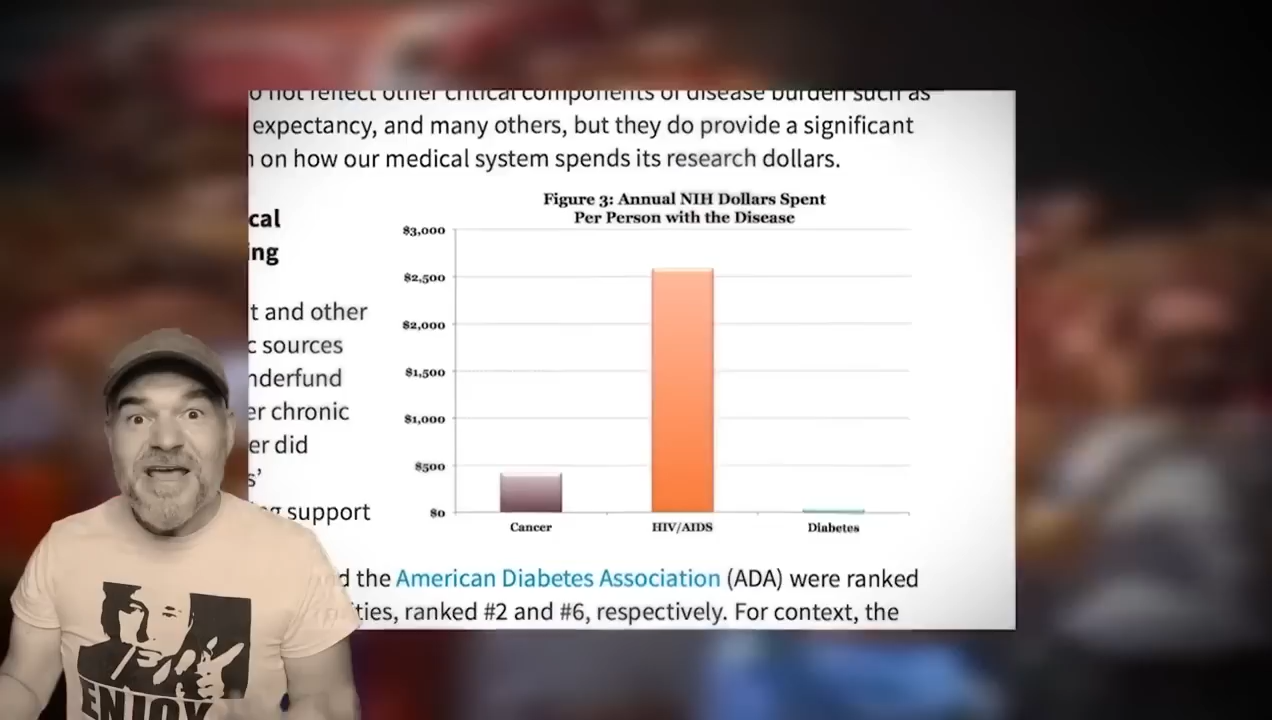 o not reflect other critical components of disease burden such as
expectancy, and many others, but they do provide a significant
n on how our medical system spends its research dollars.
cal
ing
t and other
c sources
nderfund
er chronic
er did
s’
ng support
Figure 3: Annual NIH Dollars Spent
Per Person with the Disease
$3,000
$2,500
$2,000
$1,500
$1,000
$500
$0
Cancer
HIV/AIDS
Diabetes
d the American Diabetes Association (ADA) were ranked
ties, ranked #2 and #6, respectively. For context, the
ENJOY